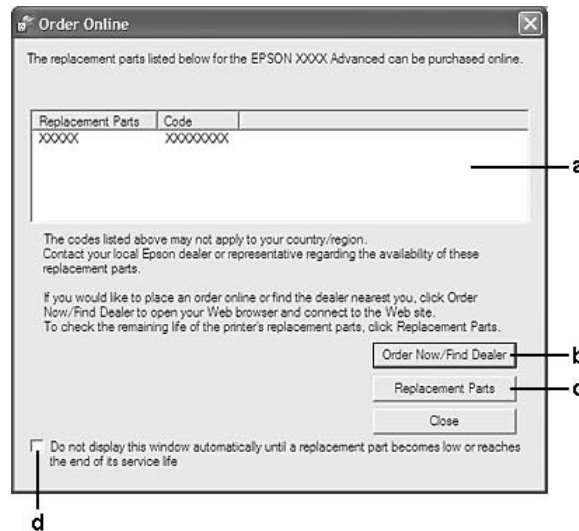 Order Online
The replacement parts listed below for the EPSON XXXX Advanced can be purchased online.
Replacement Parts Code
XXXXX XXXXXXXX
a
The codes listed above may not apply to your country/region.
Contact your local Epson dealer or representative regarding the availability of these
replacement parts.
If you would like to place an order online or find the dealer nearest you, click Order
Now/Find Dealer to open your Web browser and connect to the Web site.
To check the remaining life of the printer's replacement parts, click Replacement Parts.
Order Now/Find Dealer b
Replacement Parts c
Close
Do not display this window automatically until a replacement part becomes low or reaches
the end of its service life
d